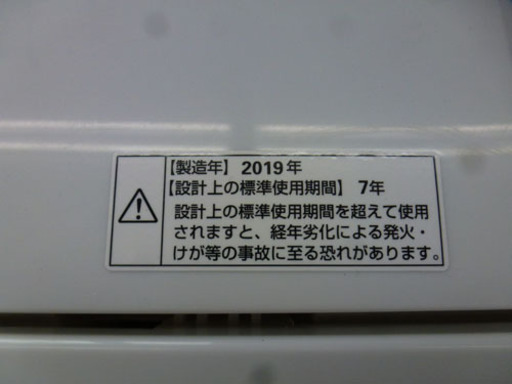 【製造年】2019年
【設計上の標準使用期間】7年
設計上の標準使用期間を超えて使用
されますと、経年劣化による発火・
けが等の事故に至る恐れがあります。